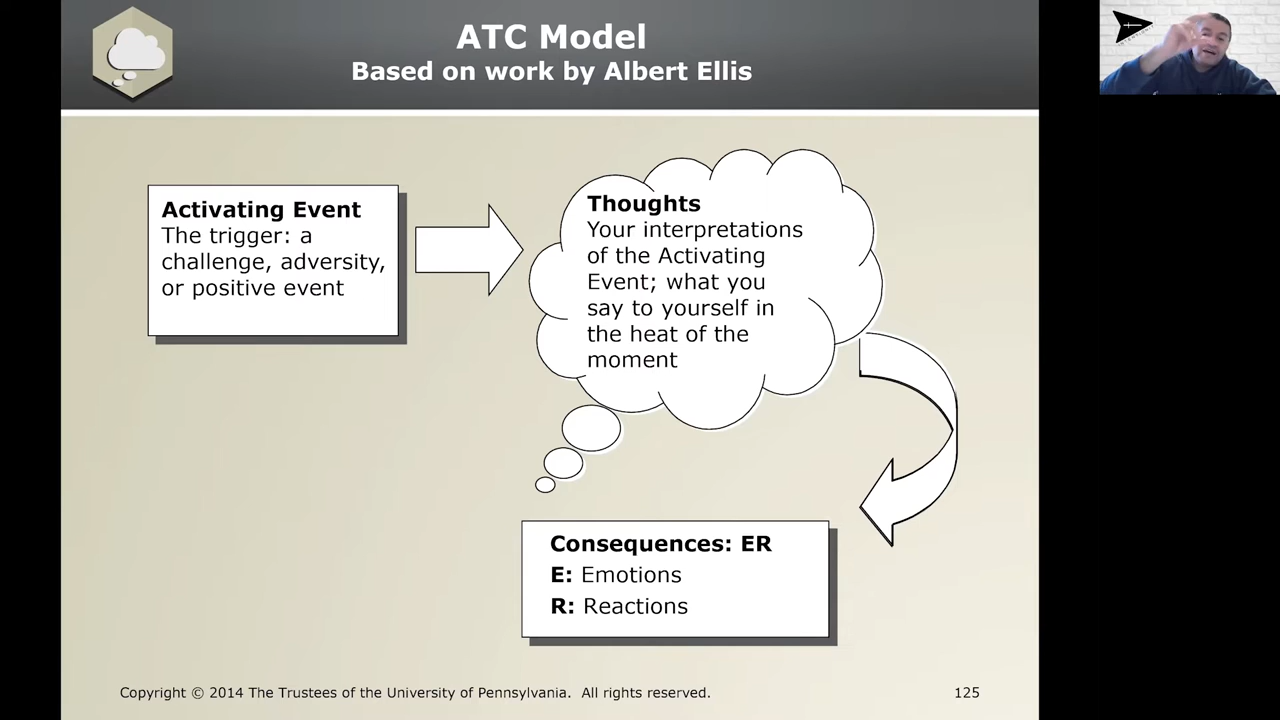 ATC Model
Based on work by Albert Ellis
Activating Event
The trigger: a
challenge, adversity,
or positive event
Thoughts
Your interpretations
of the Activating
Event; what you
say to yourself in
the heat of the
moment
Consequences: ER
E: Emotions
R: Reactions
Copyright © 2014 The Trustees of the University of Pennsylvania. All rights reserved.
125